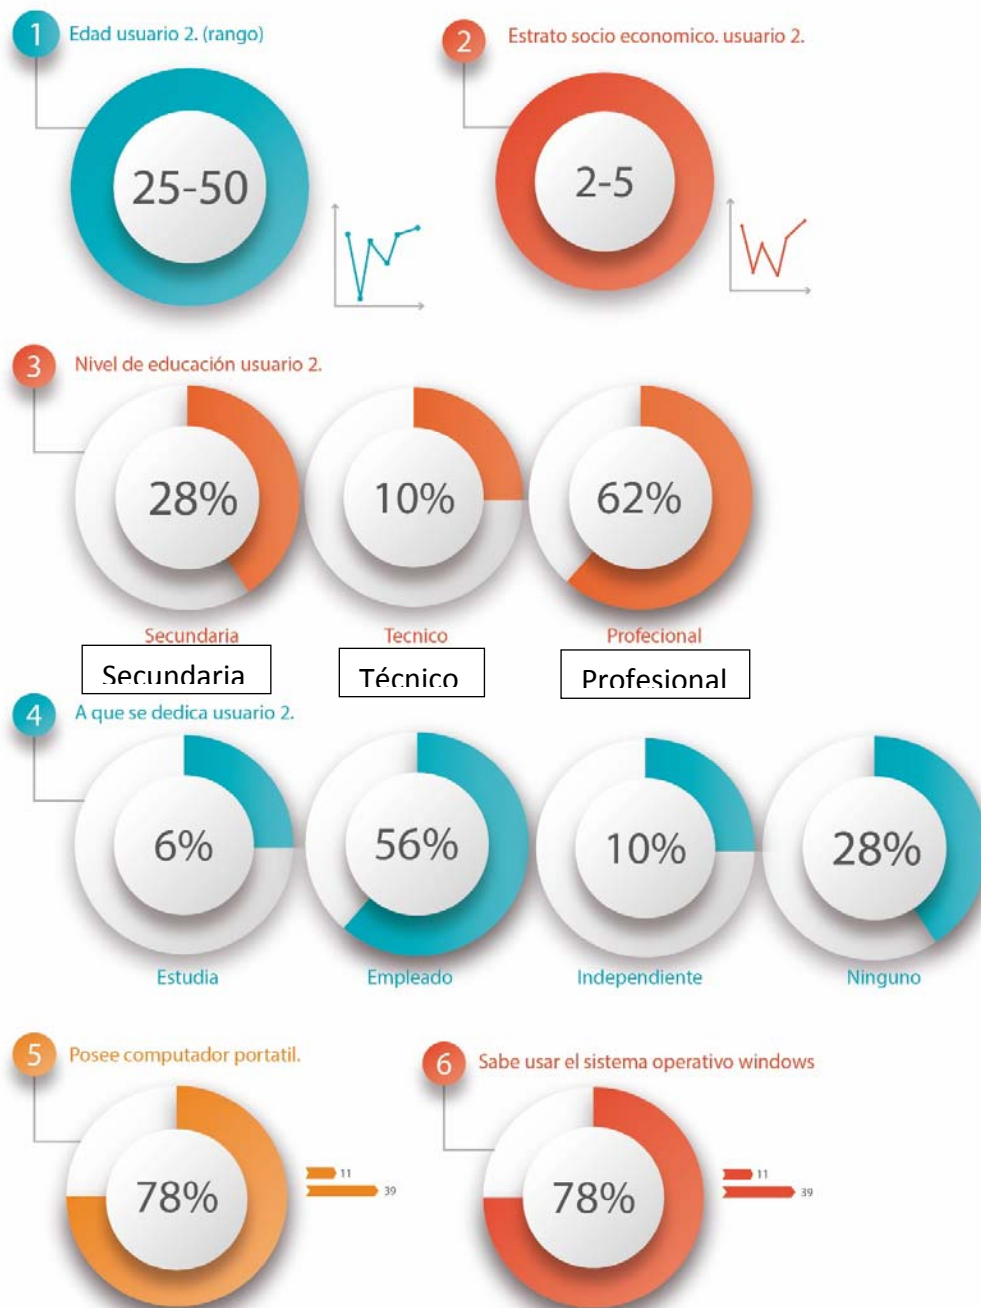 1 Edad usuario 2. (rango)
25-50
2 Estrato socio economico. usuario 2.
2-5
3 Nivel de educación usuario 2.
28%
10%
62%
Secundaria
Tecnico
Profecional
Secundaria
Técnico
Profesional
4 A que se dedica usuario 2.
6%
56%
10%
28%
Estudia
Empleado
Independiente
Ninguno
5 Posee computador portatil.
78%
11
39
6 Sabe usar el sistema operativo windows
78%
11
39